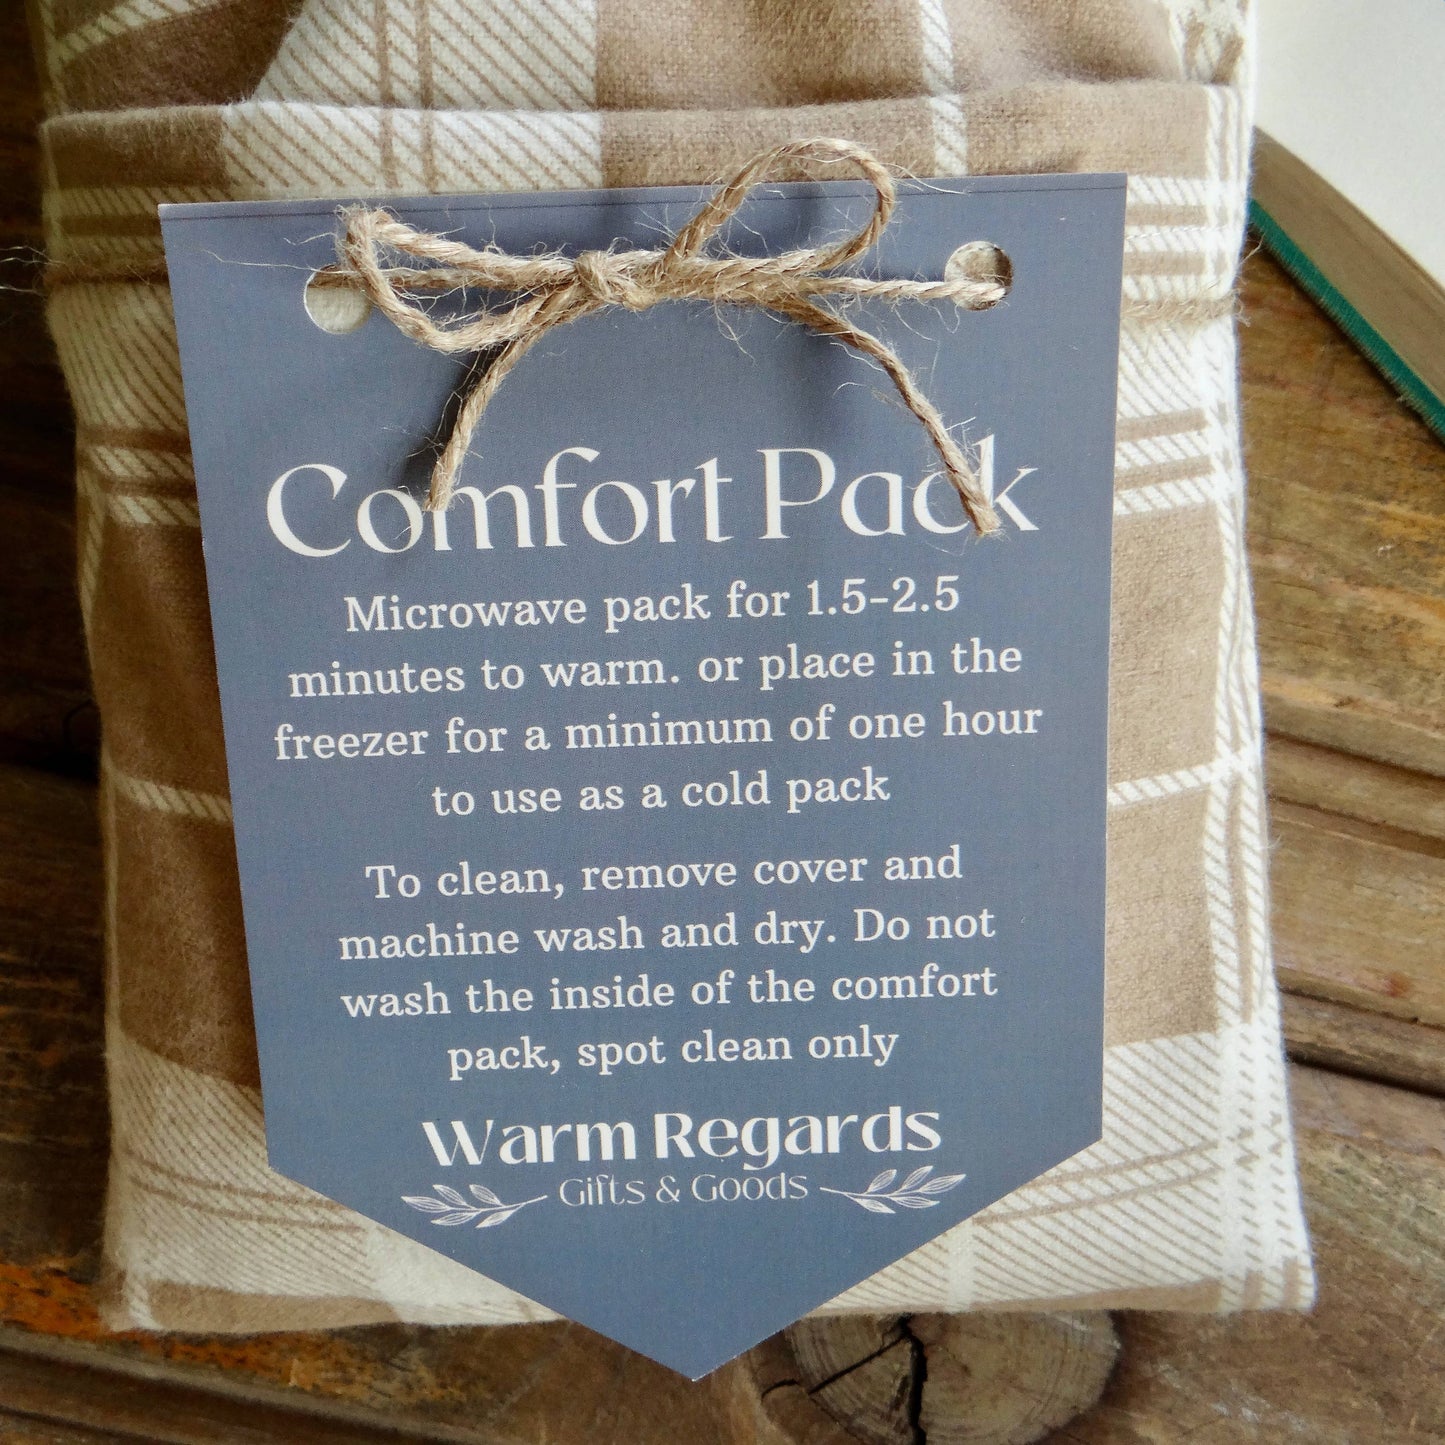 Comfort Pack
Microwave pack for 1.5-2.5
minutes to warm. or place in the
freezer for a minimum of one hour
to use as a cold pack
To clean, remove cover and
machine wash and dry. Do not
wash the inside of the comfort
pack, spot clean only
Warm Regards
Gifts & Goods